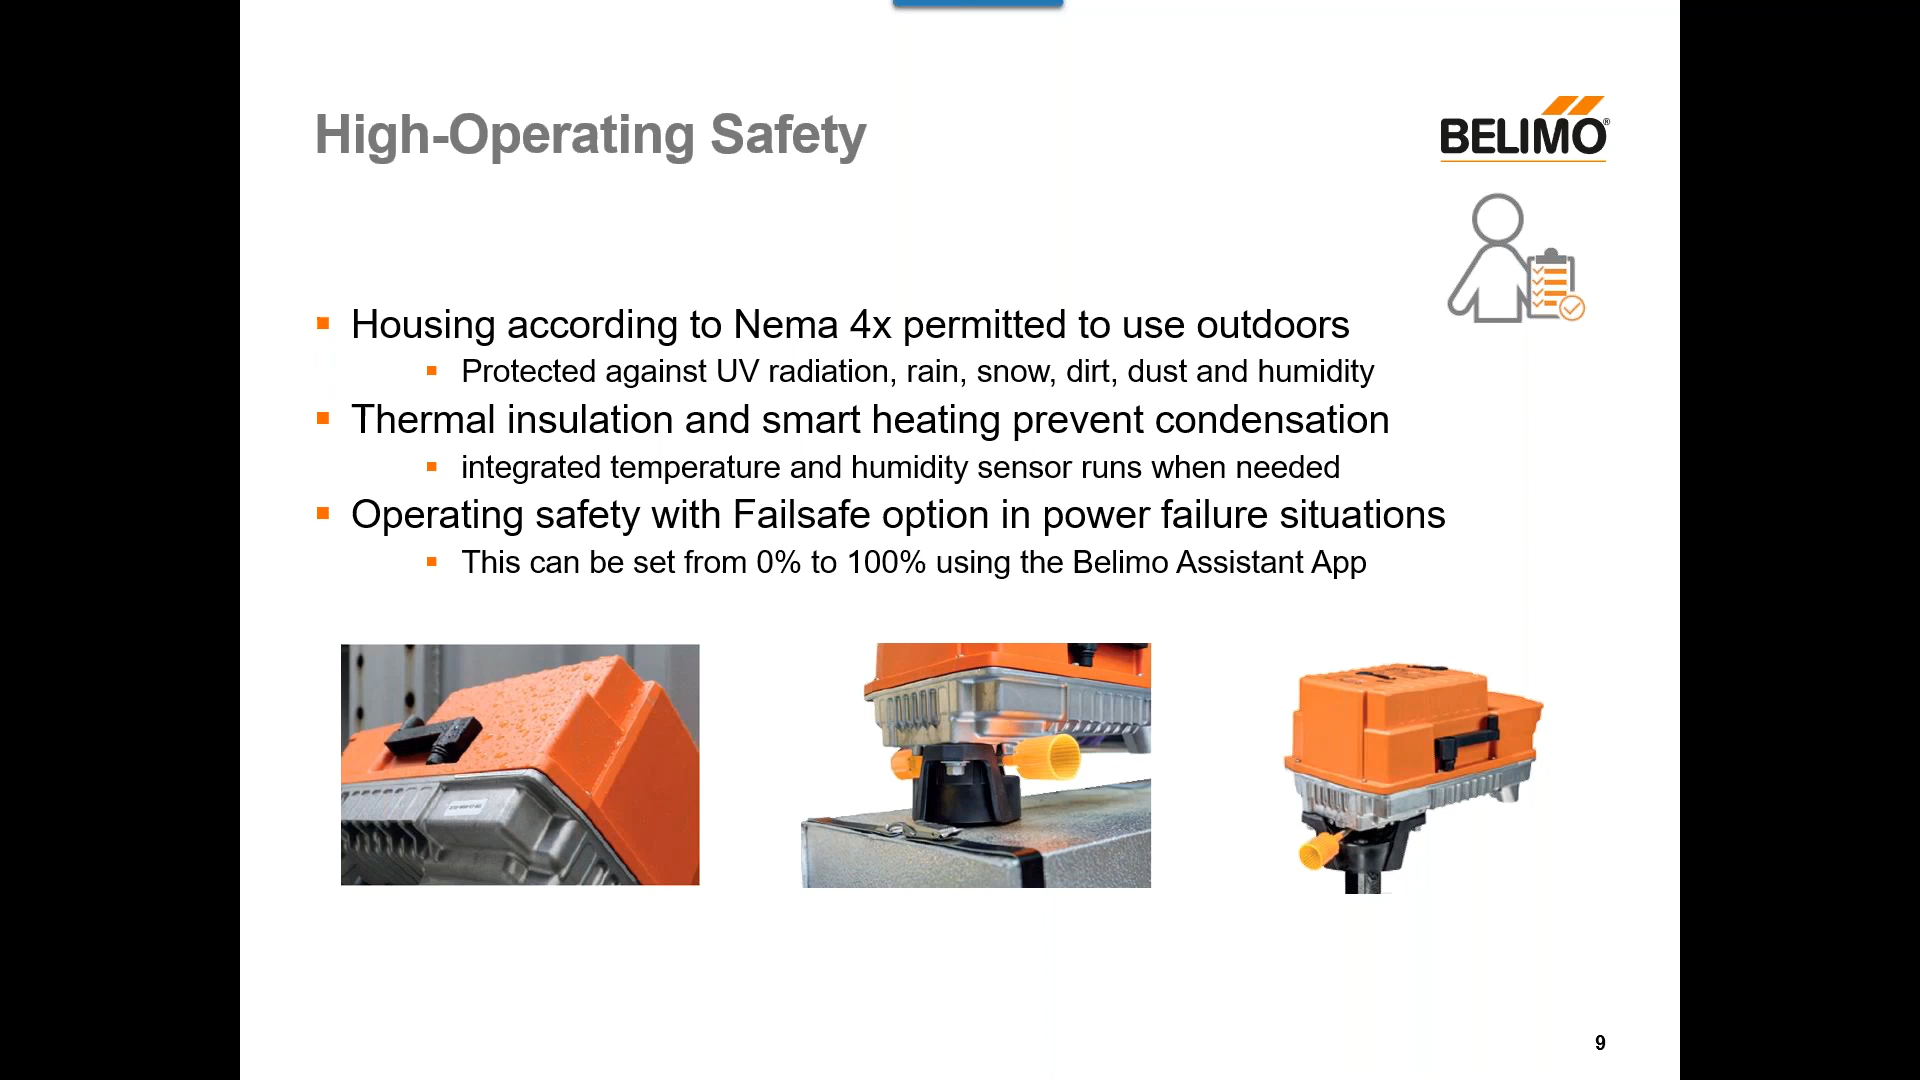 High-Operating Safety
BELIMO®
Housing according to Nema 4x permitted to use outdoors
Protected against UV radiation, rain, snow, dirt, dust and humidity
Thermal insulation and smart heating prevent condensation
integrated temperature and humidity sensor runs when needed
Operating safety with Failsafe option in power failure situations
This can be set from 0% to 100% using the Belimo Assistant App
9